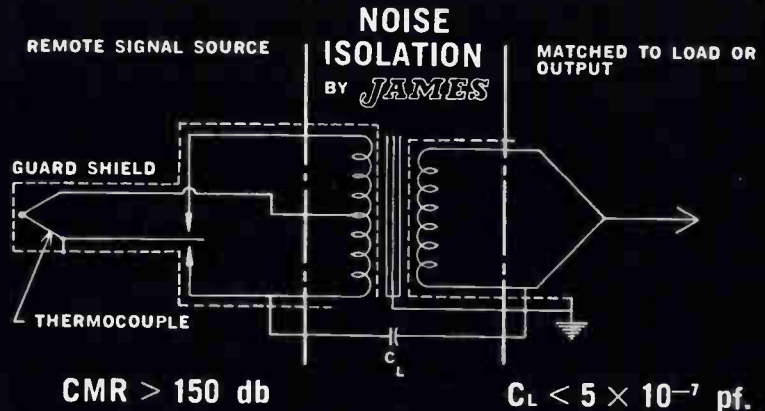 NOISE
ISOLATION
BY JAMES
REMOTE SIGNAL SOURCE
MATCHED TO LOAD OR
OUTPUT
GUARD SHIELD
THERMOCOUPLE
CL
CMR > 150 db
CL < 5 × 10⁻⁷ pf.